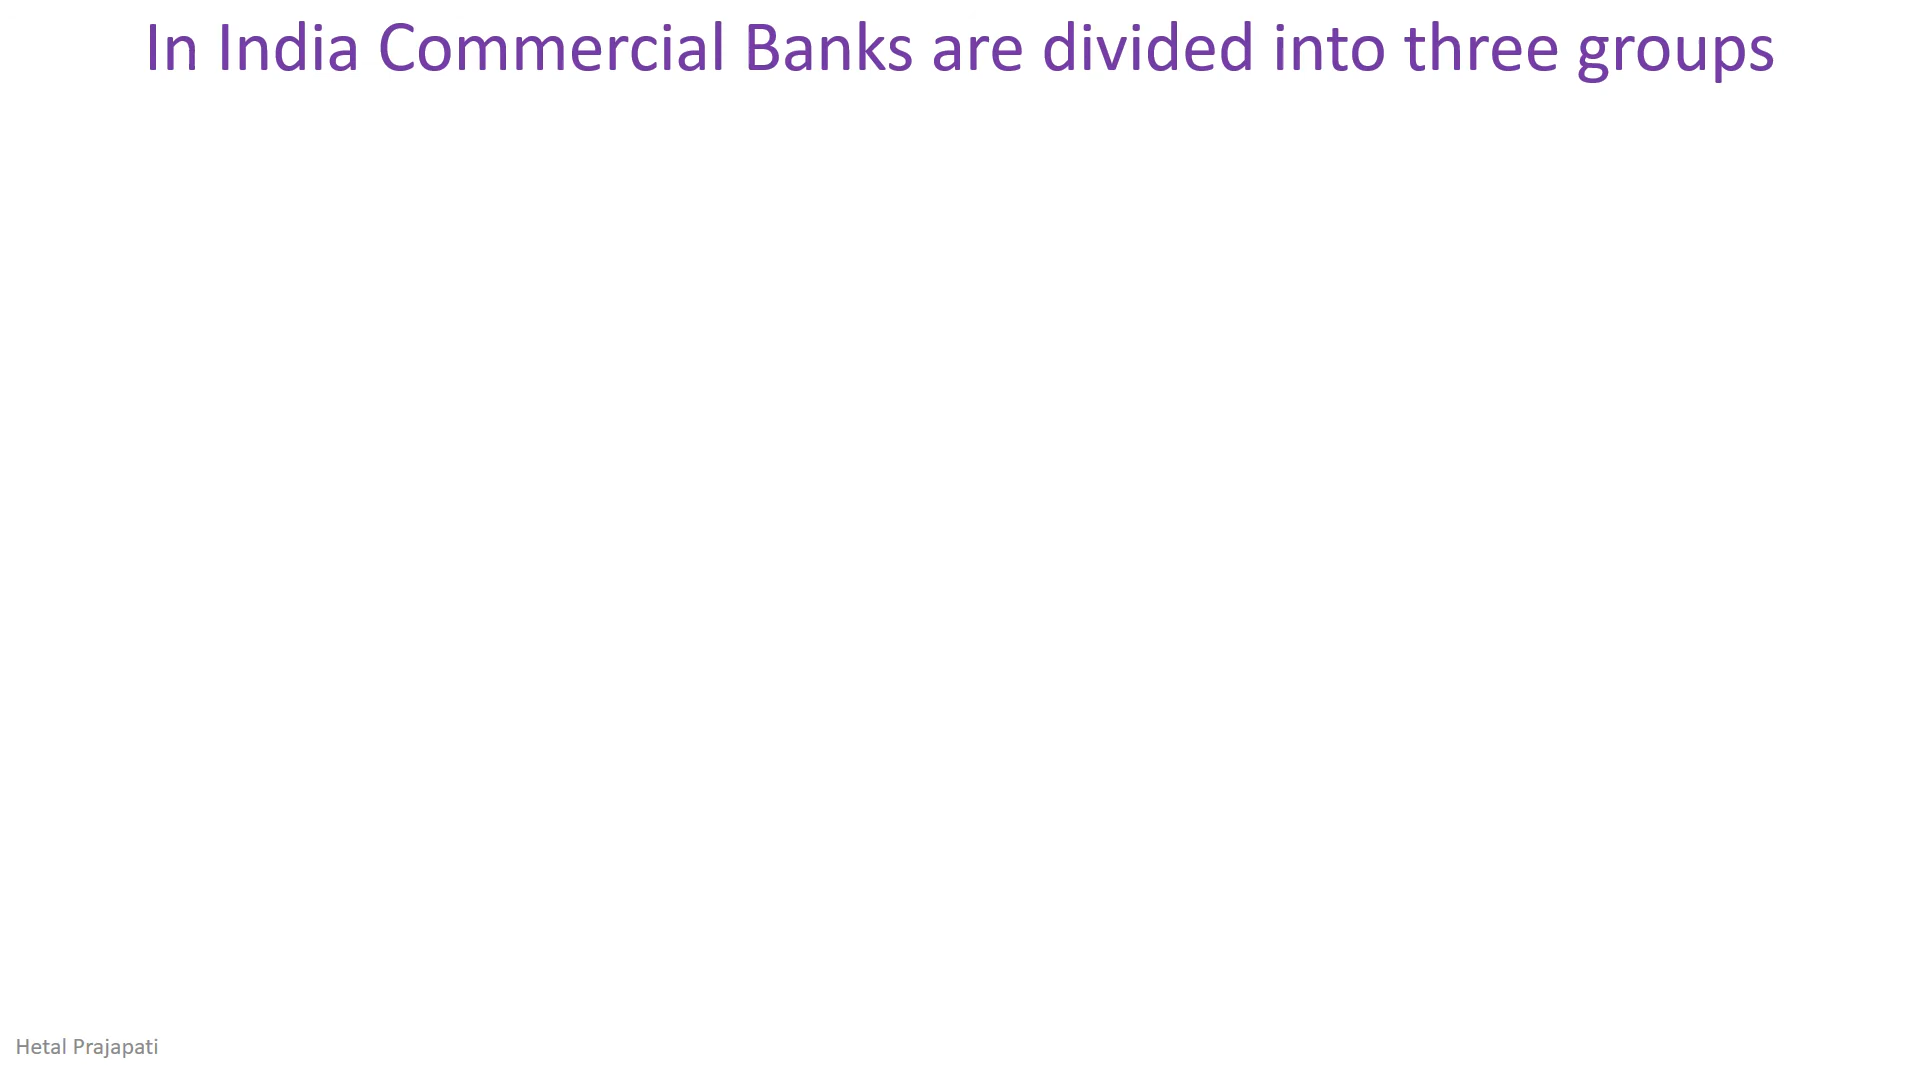 In India Commercial Banks are divided into three groups
Hetal Prajapati